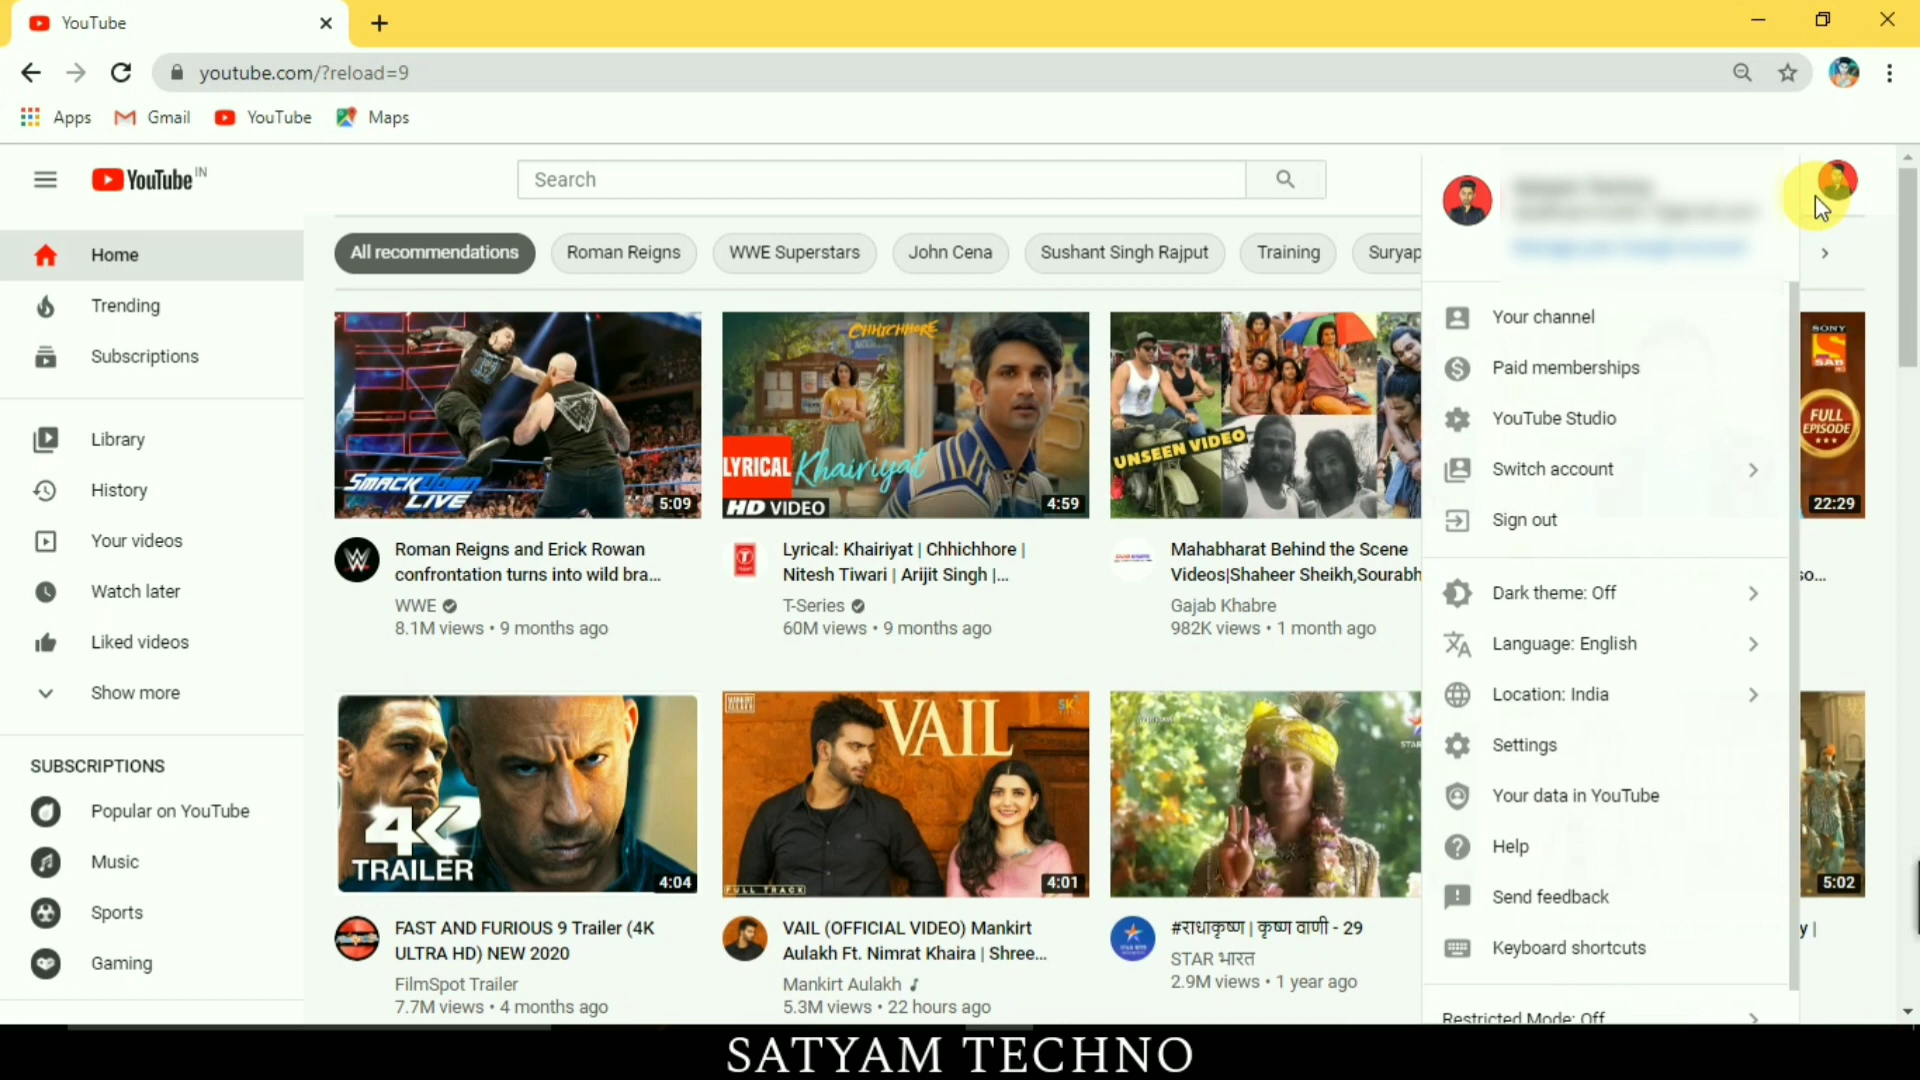 YouTube
youtube.com/?reload=9
Apps
Gmail
YouTube
Maps
YouTube IN
Search
Home
Trending
Subscriptions
Library
History
Your videos
Watch later
Liked videos
Show more
SUBSCRIPTIONS
Popular on YouTube
Music
Sports
Gaming
All recommendations
Roman Reigns
WWE Superstars
John Cena
Sushant Singh Rajput
Training
Suryap
SMACKDOWN
LIVE
5:09
Roman Reigns and Erick Rowan
confrontation turns into wild bra...
WWE
8.1M views • 9 months ago
CHHICHHORE
LYRICAL Khairiyat
HD VIDEO
4:59
Lyrical: Khairiyat | Chhichhore |
Nitesh Tiwari | Arijit Singh |...
T-Series
60M views • 9 months ago
UNSEEN VIDEO
Mahabharat Behind the Scene
Videos|Shaheer Sheikh,Sourabh
Gajab Khabre
982K views • 1 month ago
SONY
SAB
FULL
EPISODE
22:29
so...
4K
TRAILER
4:04
FAST AND FURIOUS 9 Trailer (4K
ULTRA HD) NEW 2020
FilmSpot Trailer
7.7M views • 4 months ago
VAIL
SK
FULL TRACK
4:01
VAIL (OFFICIAL VIDEO) Mankirt
Aulakh Ft. Nimrat Khaira | Shree...
Mankirt Aulakh ♪
5.3M views • 22 hours ago
STAR
#राधाकृष्ण | कृष्ण वाणी - 29
STAR भारत
2.9M views • 1 year ago
5:02
y |
Your channel
Paid memberships
YouTube Studio
Switch account
Sign out
Dark theme: Off
Language: English
Location: India
Settings
Your data in YouTube
Help
Send feedback
Keyboard shortcuts
Restricted Mode: Off
SATYAM TECHNO